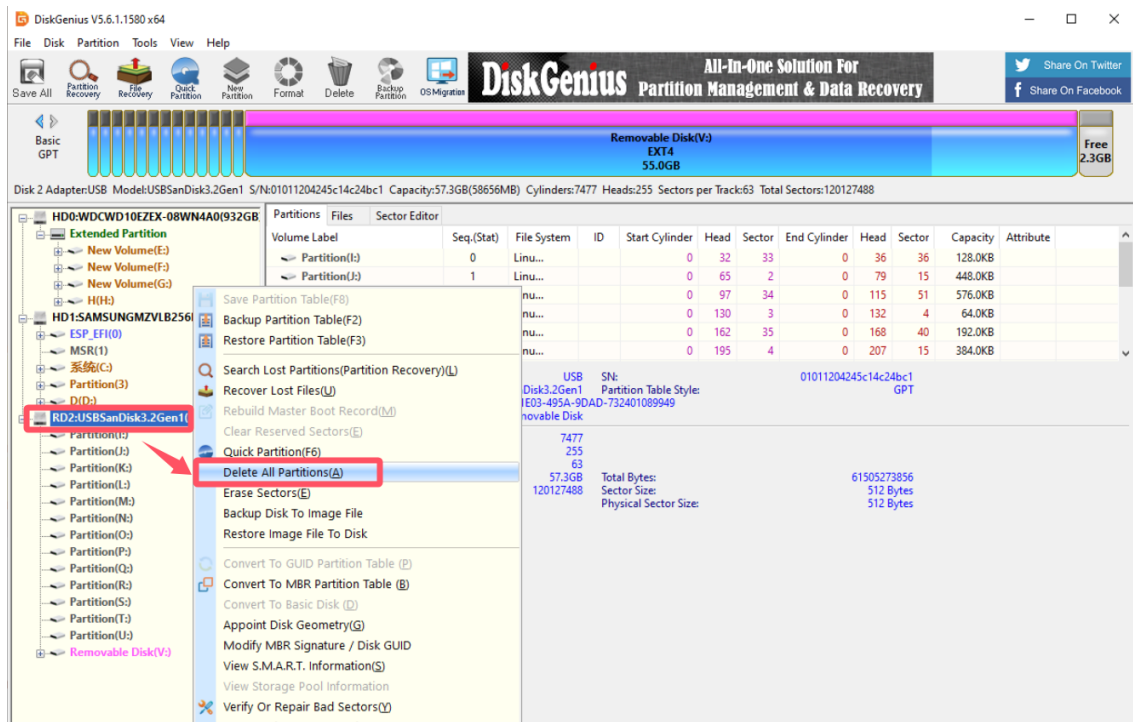 DiskGenius V5.6.1.1580 x64
File Disk Partition Tools View Help
Save All Partition Recovery File Recovery Quick Partition New Partition Format Delete Backup Partition OS Migration
DiskGenius All-In-One Solution For
Partition Management & Data Recovery
Share On Twitter
Share On Facebook
Basic
GPT
Removable Disk(V:)
EXT4
55.0GB
Free
2.3GB
Disk 2 Adapter:USB Model:USBSanDisk3.2Gen1 S/N:01011204245c14c24bc1 Capacity:57.3GB(58656MB) Cylinders:7477 Heads:255 Sectors per Track:63 Total Sectors:120127488
HD0:WDCWD10EZEX-08WN4A0(932GB
Extended Partition
New Volume(E:)
New Volume(F:)
New Volume(G:)
H(H:)
HD1:SAMSUNGMZVLB256
ESP_EFI(0)
MSR(1)
系统(C:)
Partition(3)
D(D:)
RD2:USBSanDisk3.2Gen1(
Partition(I:)
Partition(J:)
Partition(K:)
Partition(L:)
Partition(M:)
Partition(N:)
Partition(O:)
Partition(P:)
Partition(Q:)
Partition(R:)
Partition(S:)
Partition(T:)
Partition(U:)
Removable Disk(V:)
Save Partition Table(F8)
Backup Partition Table(F2)
Restore Partition Table(F3)
Search Lost Partitions(Partition Recovery)(L)
Recover Lost Files(U)
Rebuild Master Boot Record(M)
Clear Reserved Sectors(E)
Quick Partition(F6)
Delete All Partitions(A)
Erase Sectors(E)
Backup Disk To Image File
Restore Image File To Disk
Convert To GUID Partition Table (P)
Convert To MBR Partition Table (B)
Convert To Basic Disk (D)
Appoint Disk Geometry(G)
Modify MBR Signature / Disk GUID
View S.M.A.R.T. Information(S)
View Storage Pool Information
Verify Or Repair Bad Sectors(Y)
Partitions Files Sector Editor
Volume Label Seq.(Stat) File System ID Start Cylinder Head Sector End Cylinder Head Sector Capacity Attribute
Partition(I:) 0 Linu... 0 32 33 0 36 36 128.0KB
Partition(J:) 1 Linu... 0 65 2 0 79 15 448.0KB
nu... 0 97 34 0 115 51 576.0KB
nu... 0 130 3 0 132 4 64.0KB
nu... 0 162 35 0 168 40 192.0KB
nu... 0 195 4 0 207 15 384.0KB
USB SN: 01011204245c14c24bc1
Disk3.2Gen1 Partition Table Style: GPT
1E03-495A-9DAD-732401089949
movable Disk
7477
255
63
57.3GB Total Bytes: 61505273856
120127488 Sector Size: 512 Bytes
Physical Sector Size: 512 Bytes